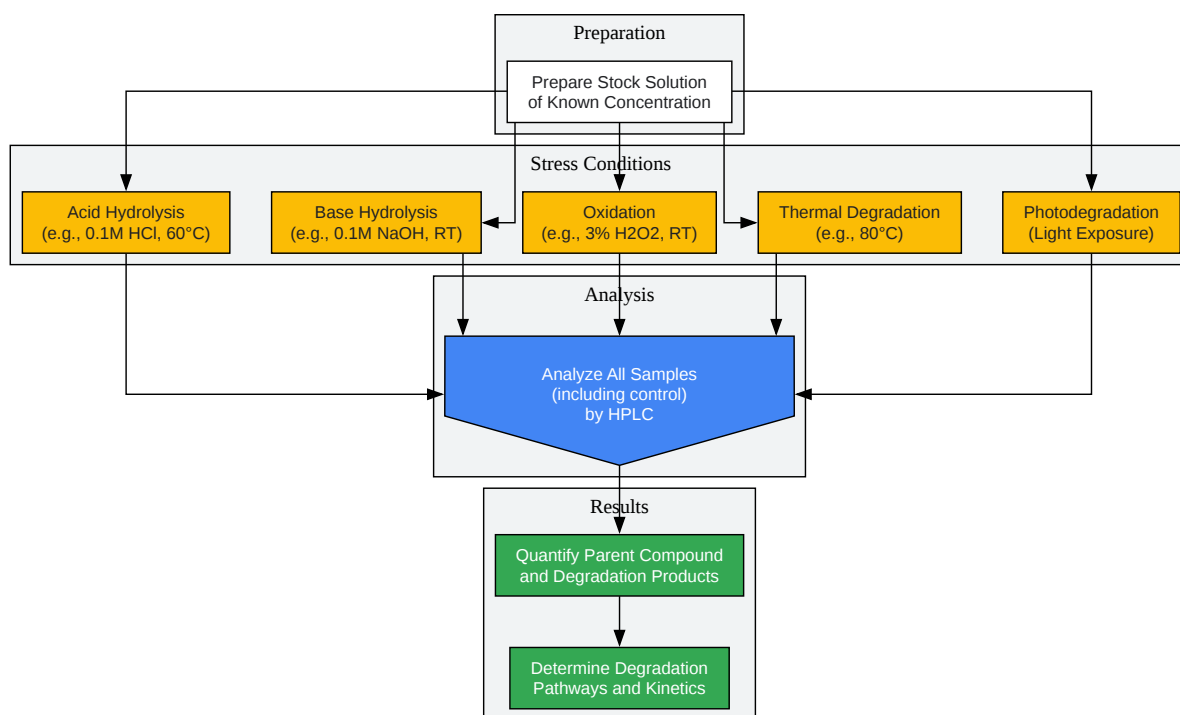 Preparation
Prepare Stock Solution
of Known Concentration
Stress Conditions
Acid Hydrolysis
(e.g., 0.1M HCl, 60°C)
Base Hydrolysis
(e.g., 0.1M NaOH, RT)
Oxidation
(e.g., 3% H2O2, RT)
Thermal Degradation
(e.g., 80°C)
Photodegradation
(Light Exposure)
Analysis
Analyze All Samples
(including control)
by HPLC
Results
Quantify Parent Compound
and Degradation Products
Determine Degradation
Pathways and Kinetics